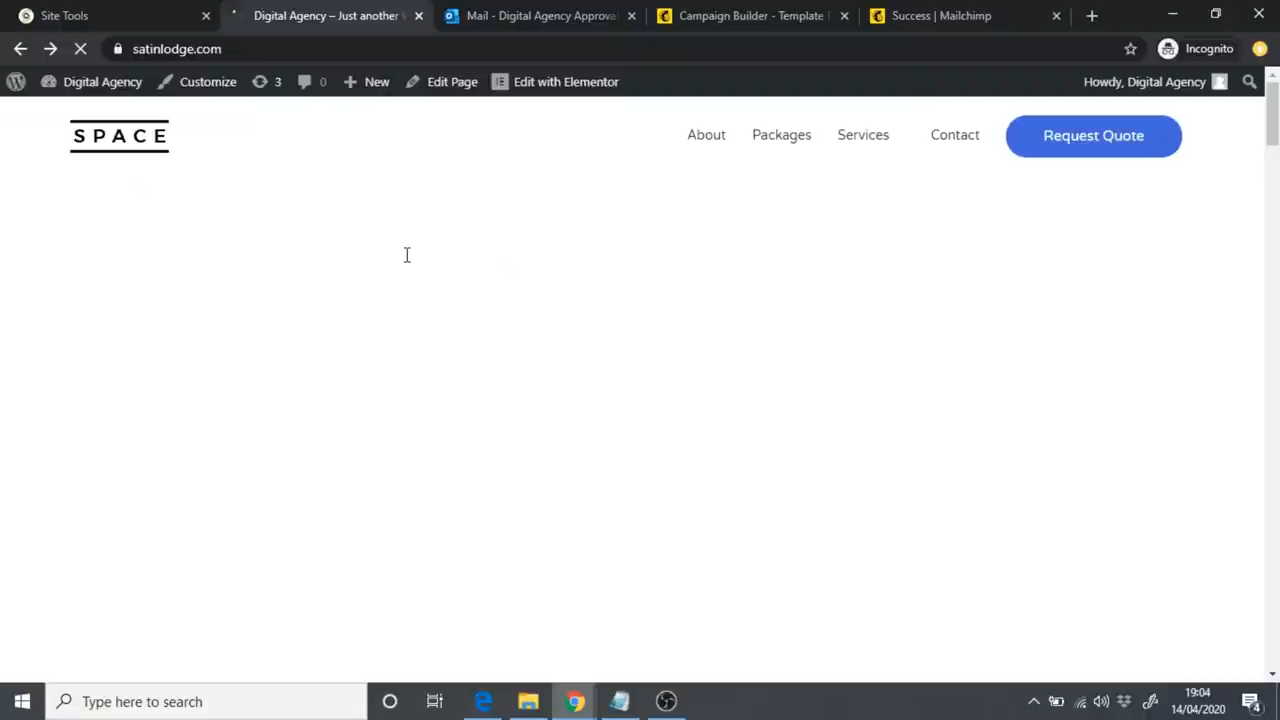 Site Tools
Digital Agency – Just another
Mail - Digital Agency Approval
Campaign Builder - Template
Success | Mailchimp
satinlodge.com
Incognito
Digital Agency
Customize
3
0
New
Edit Page
Edit with Elementor
Howdy, Digital Agency
SPACE
About
Packages
Services
Contact
Request Quote
Type here to search
19:04
14/04/2020
4